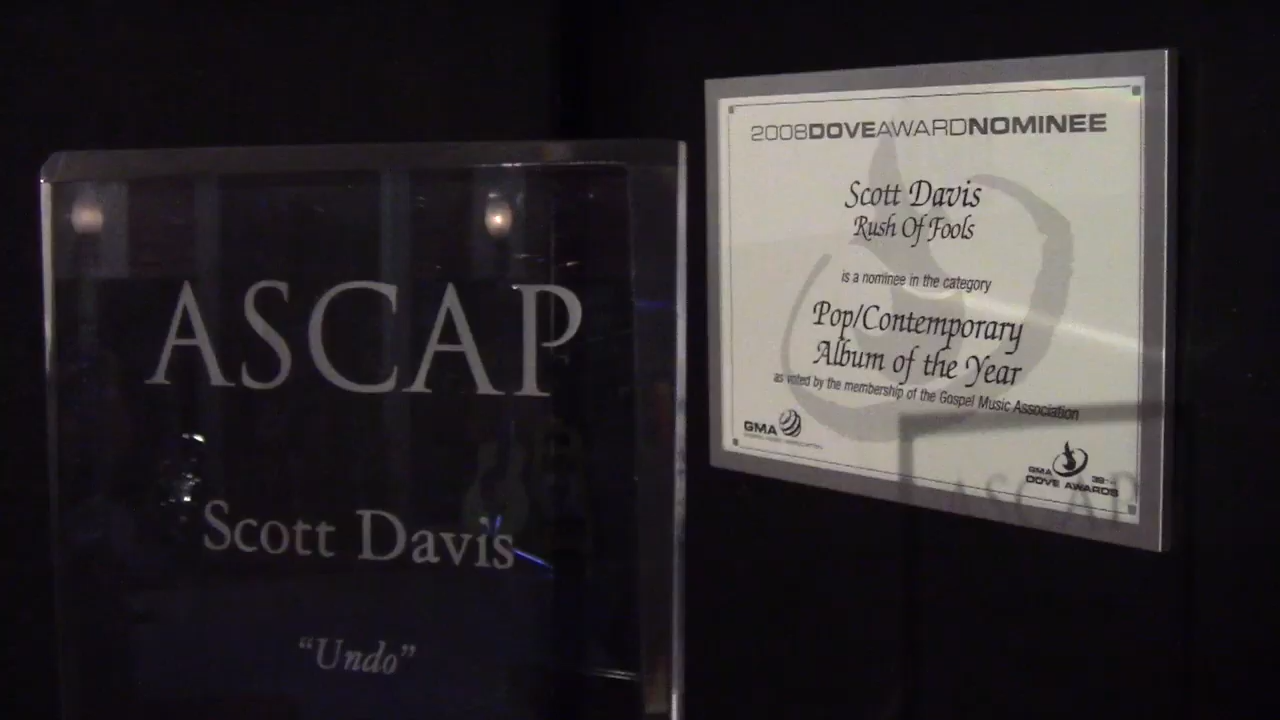 ASCAP
Scott Davis
“Undo”
2008DOVEAWARDNOMINEE
Scott Davis
Rush Of Fools
is a nominee in the category
Pop/Contemporary
Album of the Year
as voted by the membership of the Gospel Music Association
GMA
GMA
DOVE AWARDS
ASCAP